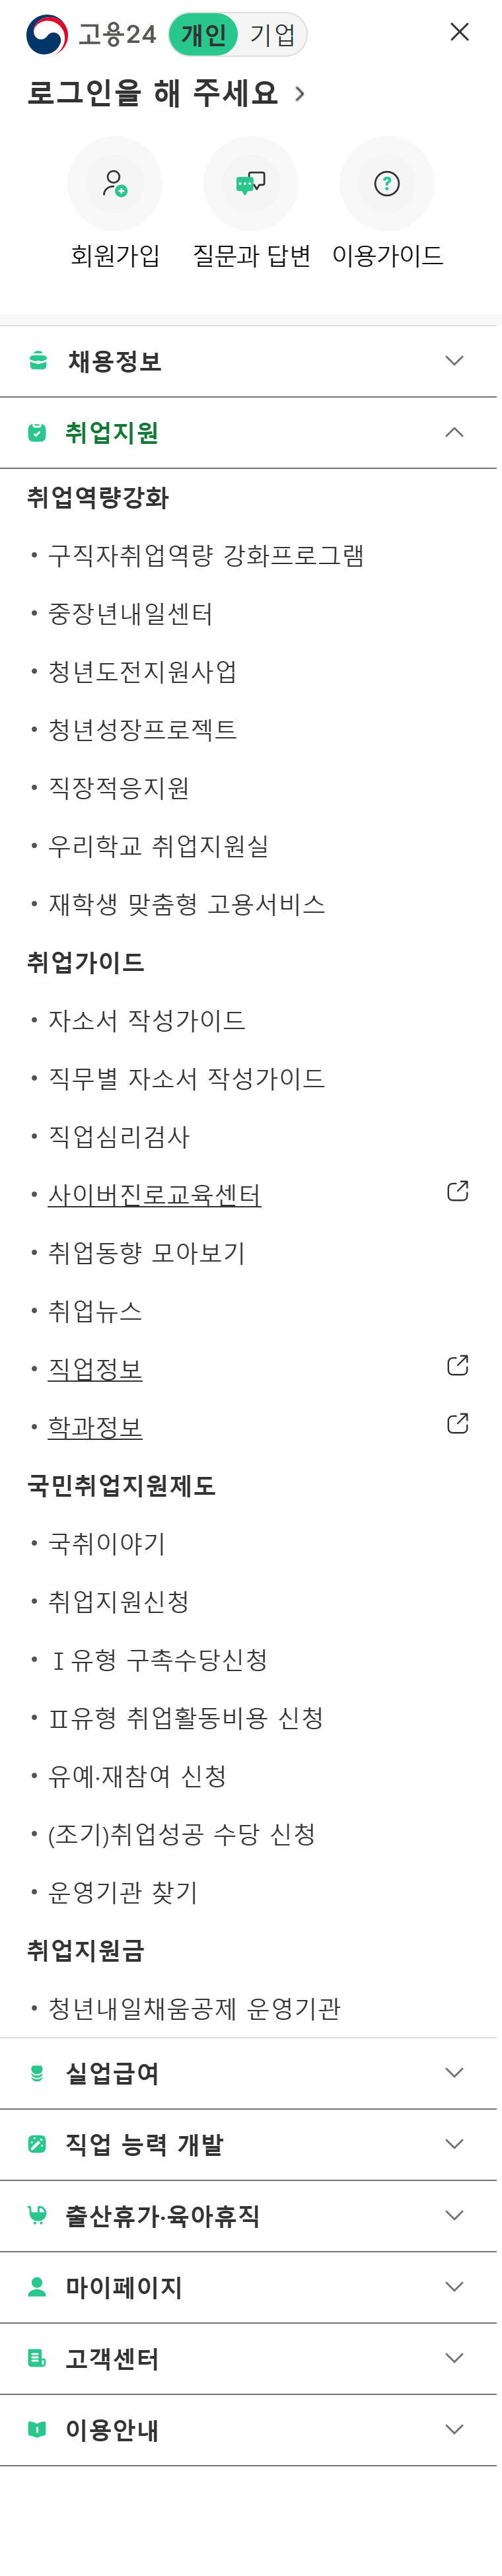 고용24 개인 기업
로그인을 해 주세요
회원가입 질문과 답변 이용가이드
채용정보
취업지원
취업역량강화
• 구직자취업역량 강화프로그램
• 중장년내일센터
• 청년도전지원사업
• 청년성장프로젝트
• 직장적응지원
• 우리학교 취업지원실
• 재학생 맞춤형 고용서비스
취업가이드
• 자소서 작성가이드
• 직무별 자소서 작성가이드
• 직업심리검사
• 사이버진로교육센터
• 취업동향 모아보기
• 취업뉴스
• 직업정보
• 학과정보
국민취업지원제도
• 국취이야기
• 취업지원신청
• Ⅰ유형 구촉수당신청
• Ⅱ유형 취업활동비용 신청
• 유예·재참여 신청
• (조기)취업성공 수당 신청
• 운영기관 찾기
취업지원금
• 청년내일채움공제 운영기관
실업급여
직업 능력 개발
출산휴가·육아휴직
마이페이지
고객센터
이용안내